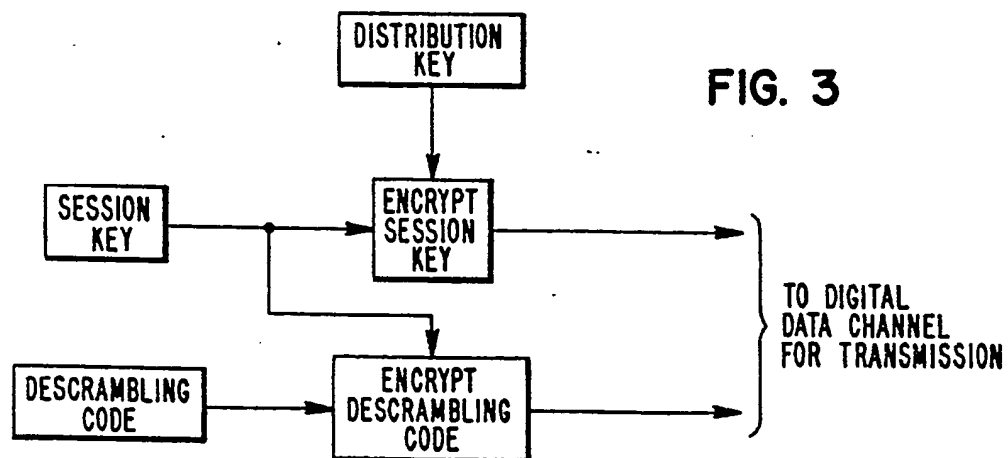 DISTRIBUTION
KEY
FIG. 3
SESSION
KEY
ENCRYPT
SESSION
KEY
TO DIGITAL
DATA CHANNEL
FOR TRANSMISSION
DESCRAMBLING
CODE
ENCRYPT
DESCRAMBLING
CODE